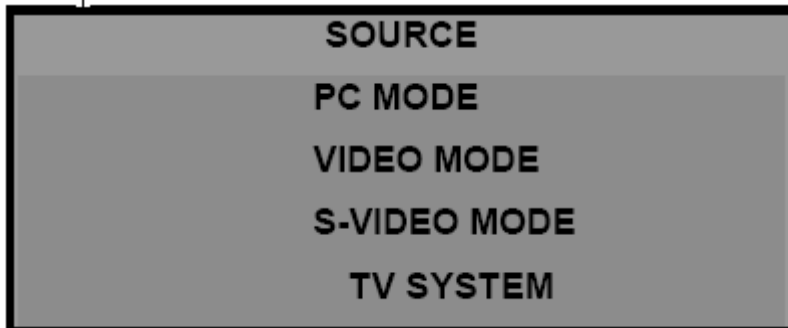 SOURCE
PC MODE
VIDEO MODE
S-VIDEO MODE
TV SYSTEM